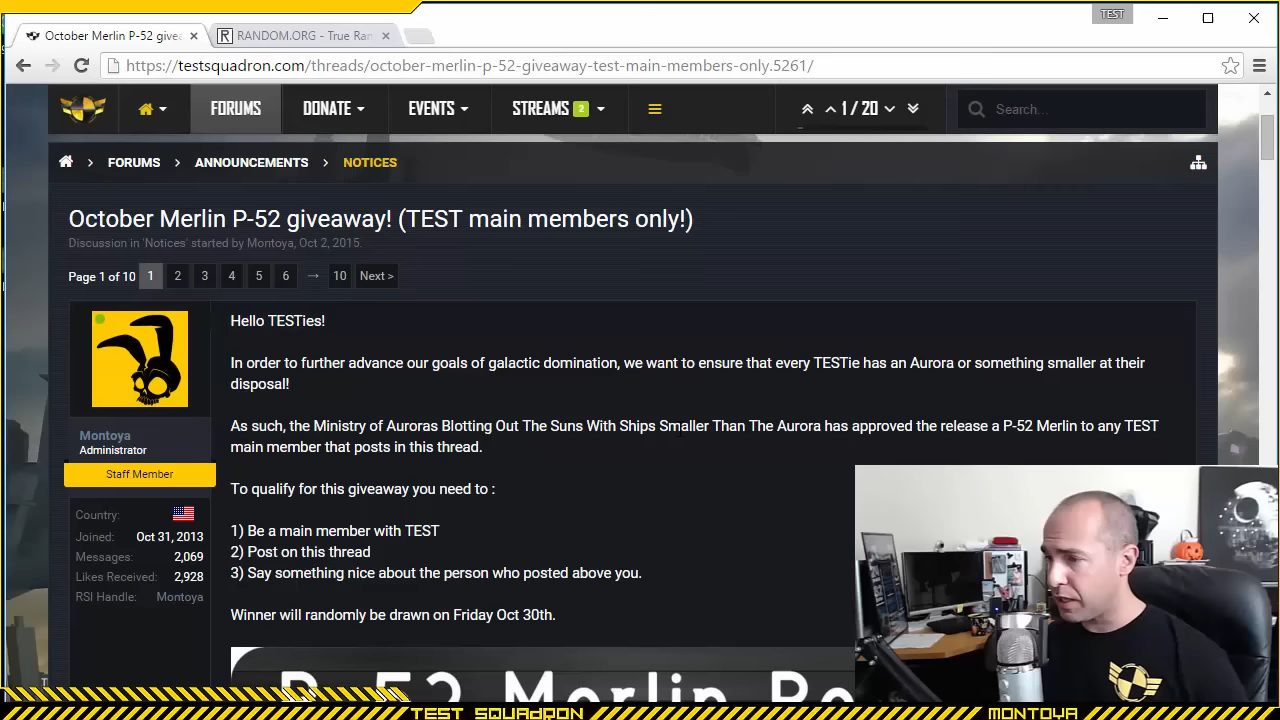 TEST
October Merlin P-52 givea
RANDOM.ORG - True Ran
https://testsquadron.com/threads/october-merlin-p-52-giveaway-test-main-members-only.5261/
FORUMS DONATE EVENTS STREAMS 2 1 / 20 Search...
FORUMS > ANNOUNCEMENTS > NOTICES
October Merlin P-52 giveaway! (TEST main members only!)
Discussion in 'Notices' started by Montoya, Oct 2, 2015.
Page 1 of 10 1 2 3 4 5 6 → 10 Next >
Hello TESTies!
In order to further advance our goals of galactic domination, we want to ensure that every TESTie has an Aurora or something smaller at their
disposal!
As such, the Ministry of Auroras Blotting Out The Suns With Ships Smaller Than The Aurora has approved the release a P-52 Merlin to any TEST
main member that posts in this thread.
To qualify for this giveaway you need to :
1) Be a main member with TEST
2) Post on this thread
3) Say something nice about the person who posted above you.
Winner will randomly be drawn on Friday Oct 30th.
Montoya
Administrator
Staff Member
Country:
Joined: Oct 31, 2013
Messages: 2,069
Likes Received: 2,928
RSI Handle: Montoya
P-52 Merlin
TEST SQUADRON
MONTOYA